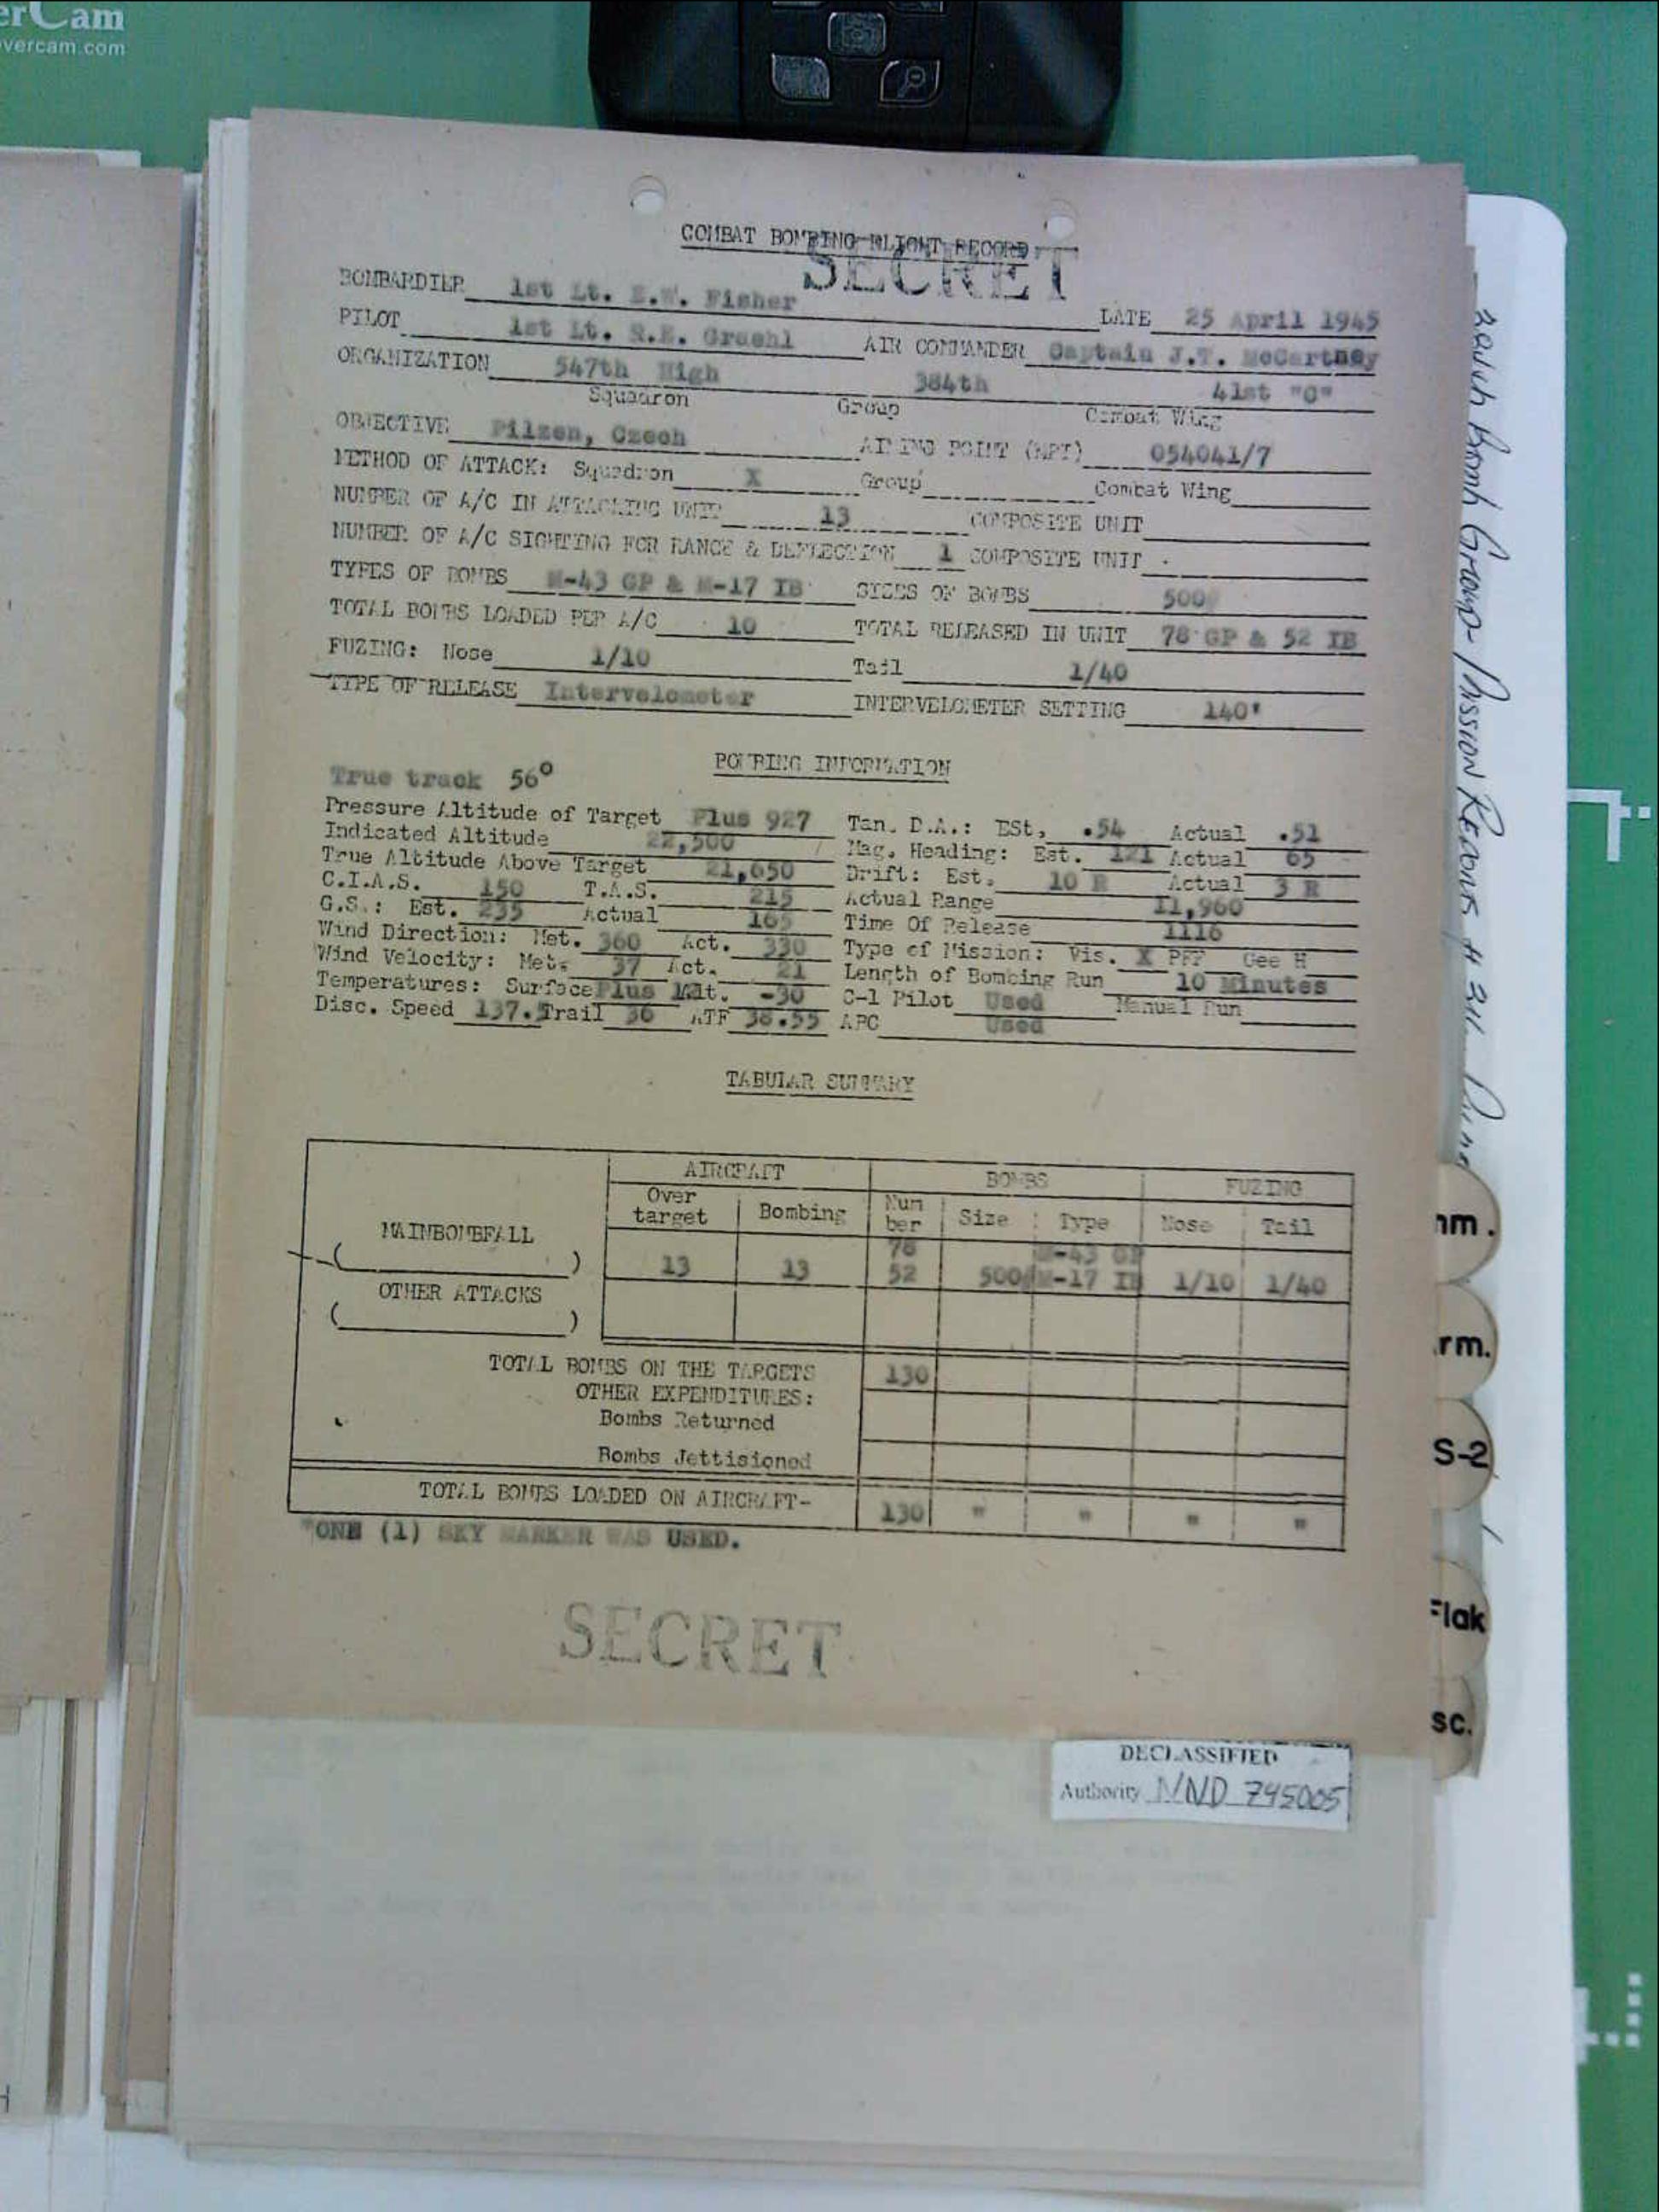 erCam
vercam.com
COMBAT BOMBING FLIGHT RECORD
SECRET
BOMBARDIER 1st Lt. E.W. Fisher DATE 25 April 1945
PILOT 1st Lt. R.E. Graehl AIR COMMANDER Captain J.T. McCartney
ORGANIZATION 547th High 384th 41st "C"
Squadron Group Combat Wing
OBJECTIVE Pilzen, Czech AIMING POINT (MPI) 054041/7
METHOD OF ATTACK: Squadron X Group Combat Wing
NUMBER OF A/C IN ATTACKING UNIT 13 COMPOSITE UNIT
NUMBER OF A/C SIGHTING FOR RANGE & DEFLECTION 1 COMPOSITE UNIT
TYPES OF BOMBS M-43 GP & M-17 IB SIZES OF BOMBS 500
TOTAL BOMBS LOADED PER A/C 10 TOTAL RELEASED IN UNIT 78 GP & 52 IB
FUZING: Nose 1/10 Tail 1/40
TYPE OF RELEASE Intervelometer INTERVELOMETER SETTING 140'
BOMBING INFORMATION
True track 56°
Pressure Altitude of Target Plus 927 Tan. D.A.: Est. .54 Actual .51
Indicated Altitude 22,500 Mag. Heading: Est. 121 Actual 65
True Altitude Above Target 21,650 Drift: Est. 10 R Actual 3 R
C.I.A.S. 150 T.A.S. 215 Actual Range 11,960
G.S.: Est. 235 Actual 165 Time Of Release 1116
Wind Direction: Met. 360 Act. 330 Type of Mission: Vis. X PFF Gee H
Wind Velocity: Met. 37 Act. 21 Length of Bombing Run 10 Minutes
Temperatures: Surface Plus Alt. -30 C-1 Pilot Used Manual Run
Disc. Speed 137.5 Trail 36 ATF 38.55 APC Used
TABULAR SUMMARY
AIRCRAFT BOMBS FUZING
Over target Bombing Num ber Size Type Nose Tail
MAINBOMBFALL
( ) 13 13 78 52 500# M-43 GP M-17 IB 1/10 1/40
OTHER ATTACKS
( )
TOTAL BOMBS ON THE TARGETS 130
OTHER EXPENDITURES:
Bombs Returned
Bombs Jettisioned
TOTAL BOMBS LOADED ON AIRCRAFT- 130 " " " "
*ONE (1) SKY MARKER WAS USED.
SECRET
DECLASSIFIED
Authority NND 745005
384th Bomb Group - Mission Records #
rm.
S-2
Flak
sc.